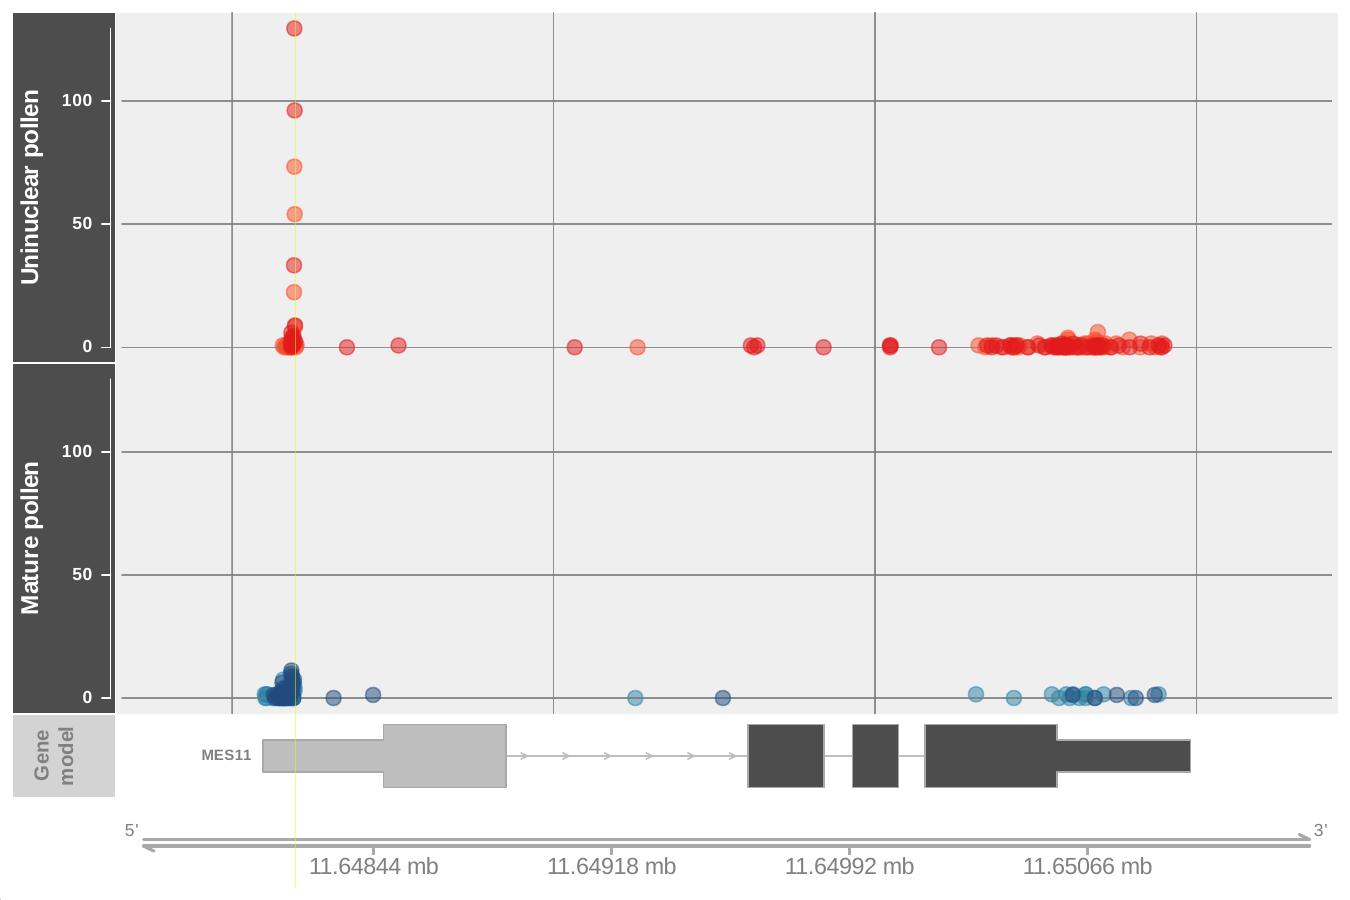 Uninuclear pollen
100
50
0
Mature pollen
100
50
0
Gene
model
MES11
5'
3'
11.64844 mb
11.64918 mb
11.64992 mb
11.65066 mb